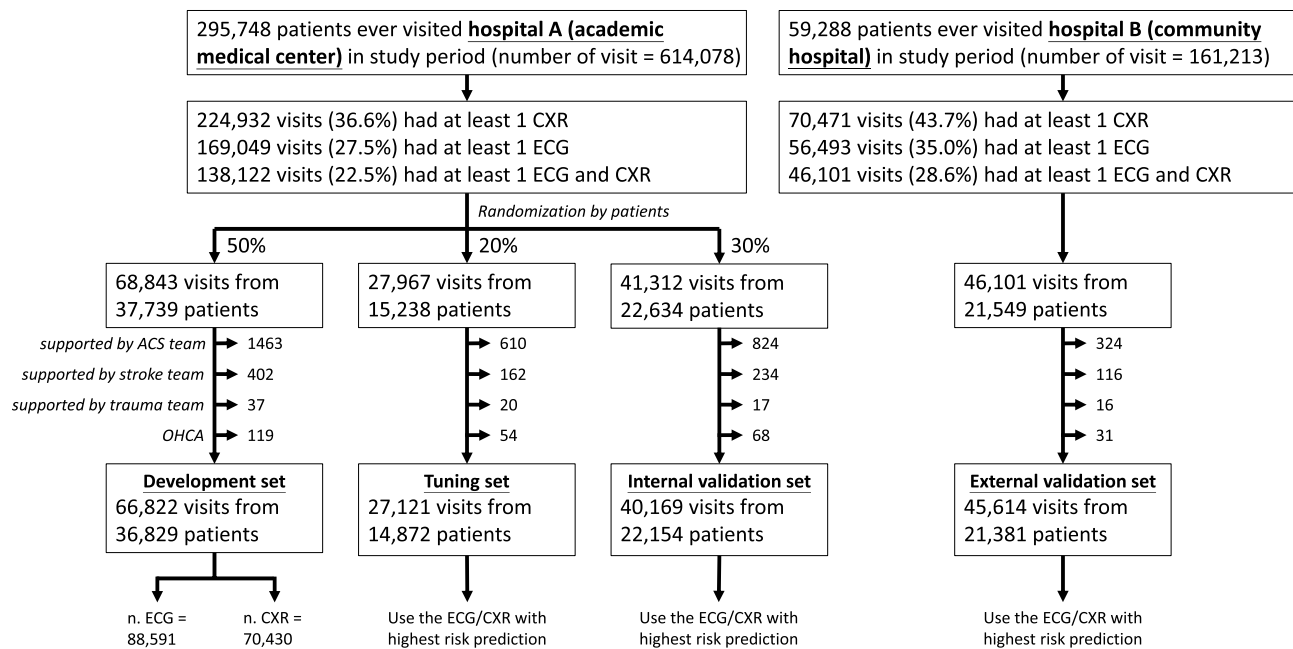 295,748 patients ever visited hospital A (academic
medical center) in study period (number of visit = 614,078)
59,288 patients ever visited hospital B (community
hospital) in study period (number of visit = 161,213)
224,932 visits (36.6%) had at least 1 CXR
169,049 visits (27.5%) had at least 1 ECG
138,122 visits (22.5%) had at least 1 ECG and CXR
70,471 visits (43.7%) had at least 1 CXR
56,493 visits (35.0%) had at least 1 ECG
46,101 visits (28.6%) had at least 1 ECG and CXR
Randomization by patients
50%
20%
30%
68,843 visits from
37,739 patients
27,967 visits from
15,238 patients
41,312 visits from
22,634 patients
46,101 visits from
21,549 patients
supported by ACS team 1463 610 824 324
supported by stroke team 402 162 234 116
supported by trauma team 37 20 17 16
OHCA 119 54 68 31
Development set
66,822 visits from
36,829 patients
Tuning set
27,121 visits from
14,872 patients
Internal validation set
40,169 visits from
22,154 patients
External validation set
45,614 visits from
21,381 patients
n. ECG =
88,591
n. CXR =
70,430
Use the ECG/CXR with
highest risk prediction
Use the ECG/CXR with
highest risk prediction
Use the ECG/CXR with
highest risk prediction